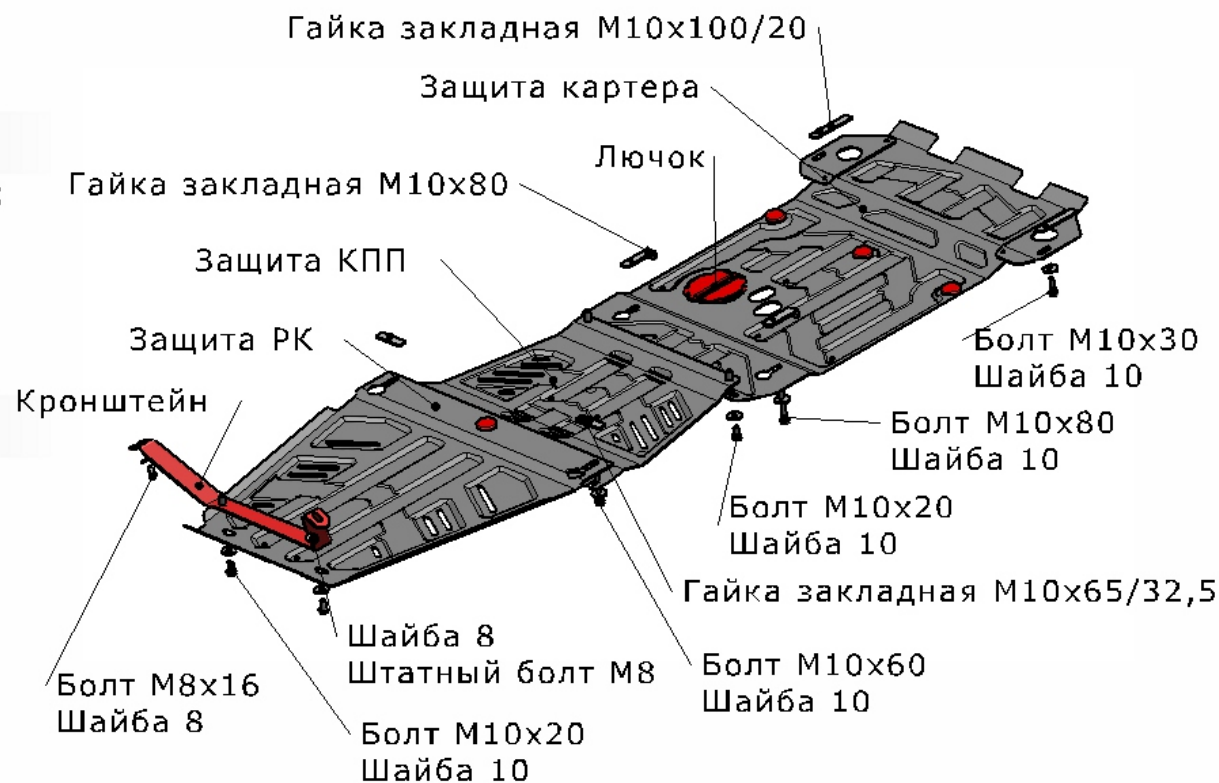 Гайка закладная М10х100/20
Защита картера
Лючок
Гайка закладная М10х80
Защита КПП
Защита РК
Кронштейн
Болт М10х30
Шайба 10
Болт М10х80
Шайба 10
Болт М10х20
Шайба 10
Гайка закладная М10х65/32,5
Шайба 8
Штатный болт М8
Болт М10х60
Шайба 10
Болт М8х16
Шайба 8
Болт М10х20
Шайба 10